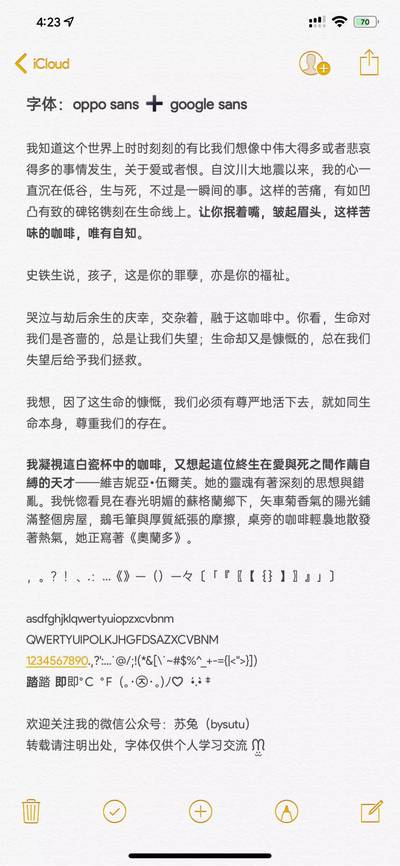 4:23
70
iCloud
字体：oppo sans ➕ google sans
我知道这个世界上时时刻刻的有比我们想像中伟大得多或者悲哀
得多的事情发生，关于爱或者恨。自汶川大地震以来，我的心一
直沉在低谷，生与死，不过是一瞬间的事。这样的苦痛，有如凹
凸有致的碑铭镌刻在生命线上。让你抿着嘴，皱起眉头，这样苦
味的咖啡，唯有自知。
史铁生说，孩子，这是你的罪孽，亦是你的福祉。
哭泣与劫后余生的庆幸，交杂着，融于这咖啡中。你看，生命对
我们是吝啬的，总是让我们失望；生命却又是慷慨的，总在我们
失望后给予我们拯救。
我想，因了这生命的慷慨，我们必须有尊严地活下去，就如同生
命本身，尊重我们的存在。
我凝視這白瓷杯中的咖啡，又想起這位終生在愛與死之間作繭自
縛的天才——維吉妮亞•伍爾芙。她的靈魂有著深刻的思想與錯
亂。我恍惚看見在春光明媚的蘇格蘭鄉下，矢車菊香氣的陽光鋪
滿整個房屋，鵝毛筆與厚質紙張的摩擦，桌旁的咖啡輕裊地散發
著熱氣，她正寫著《奧蘭多》。
，。？！、.：...《》—（）—々〔「『〖【｛｝】〗』」〕
asdfghjklqwertyuiopzxcvbnm
QWERTYUIPOLKJHGFDSAZXCVBNM
1234567890.,?':...`@/;!(*&[\`~#$%^_+-={|<">}])
踏踏 即即°C °F
欢迎关注我的微信公众号：苏兔（bysutu）
转载请注明出处，字体仅供个人学习交流